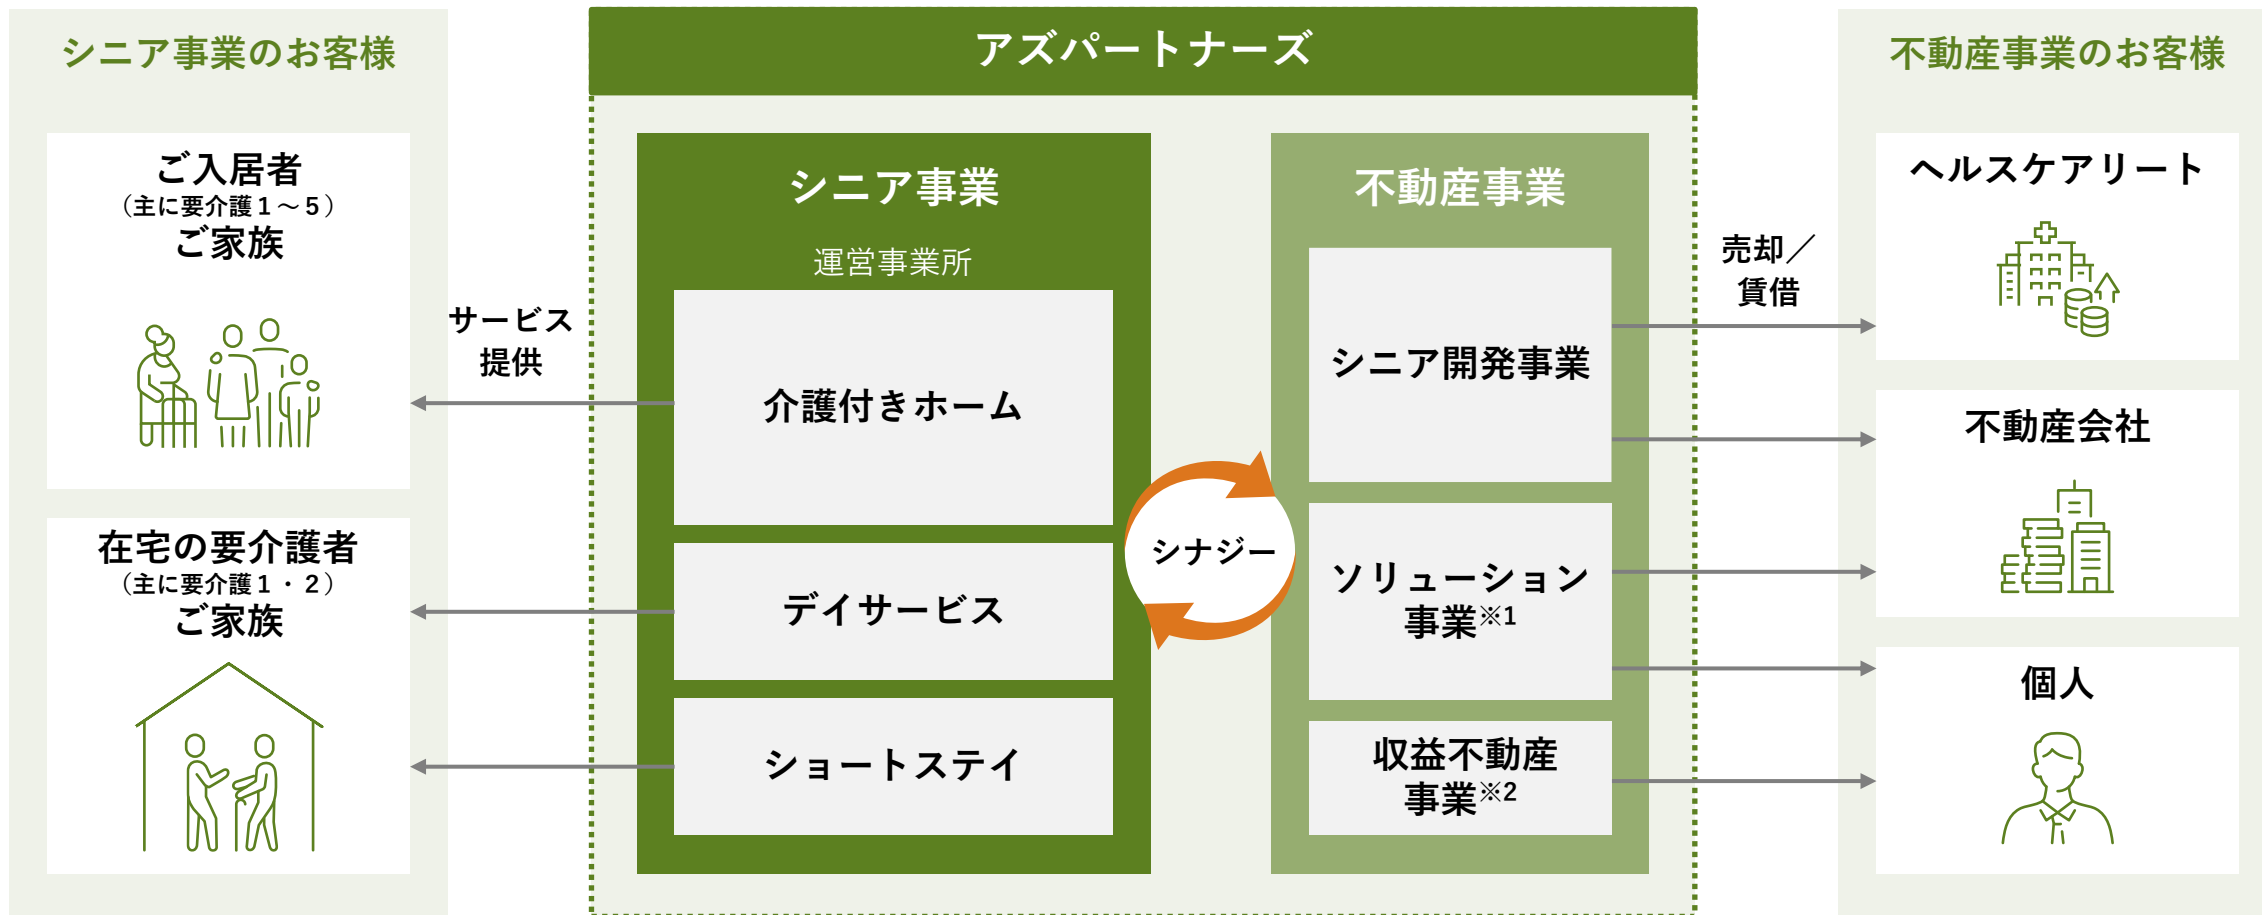 シニア事業のお客様
ご入居者
（主に要介護１～５）
ご家族
在宅の要介護者
（主に要介護１・２）
ご家族
サービス
提供
アズパートナーズ
シニア事業
運営事業所
介護付きホーム
デイサービス
ショートステイ
シナジー
不動産事業
シニア開発事業
ソリューション
事業※1
収益不動産
事業※2
売却／
賃借
不動産事業のお客様
ヘルスケアリート
不動産会社
個人